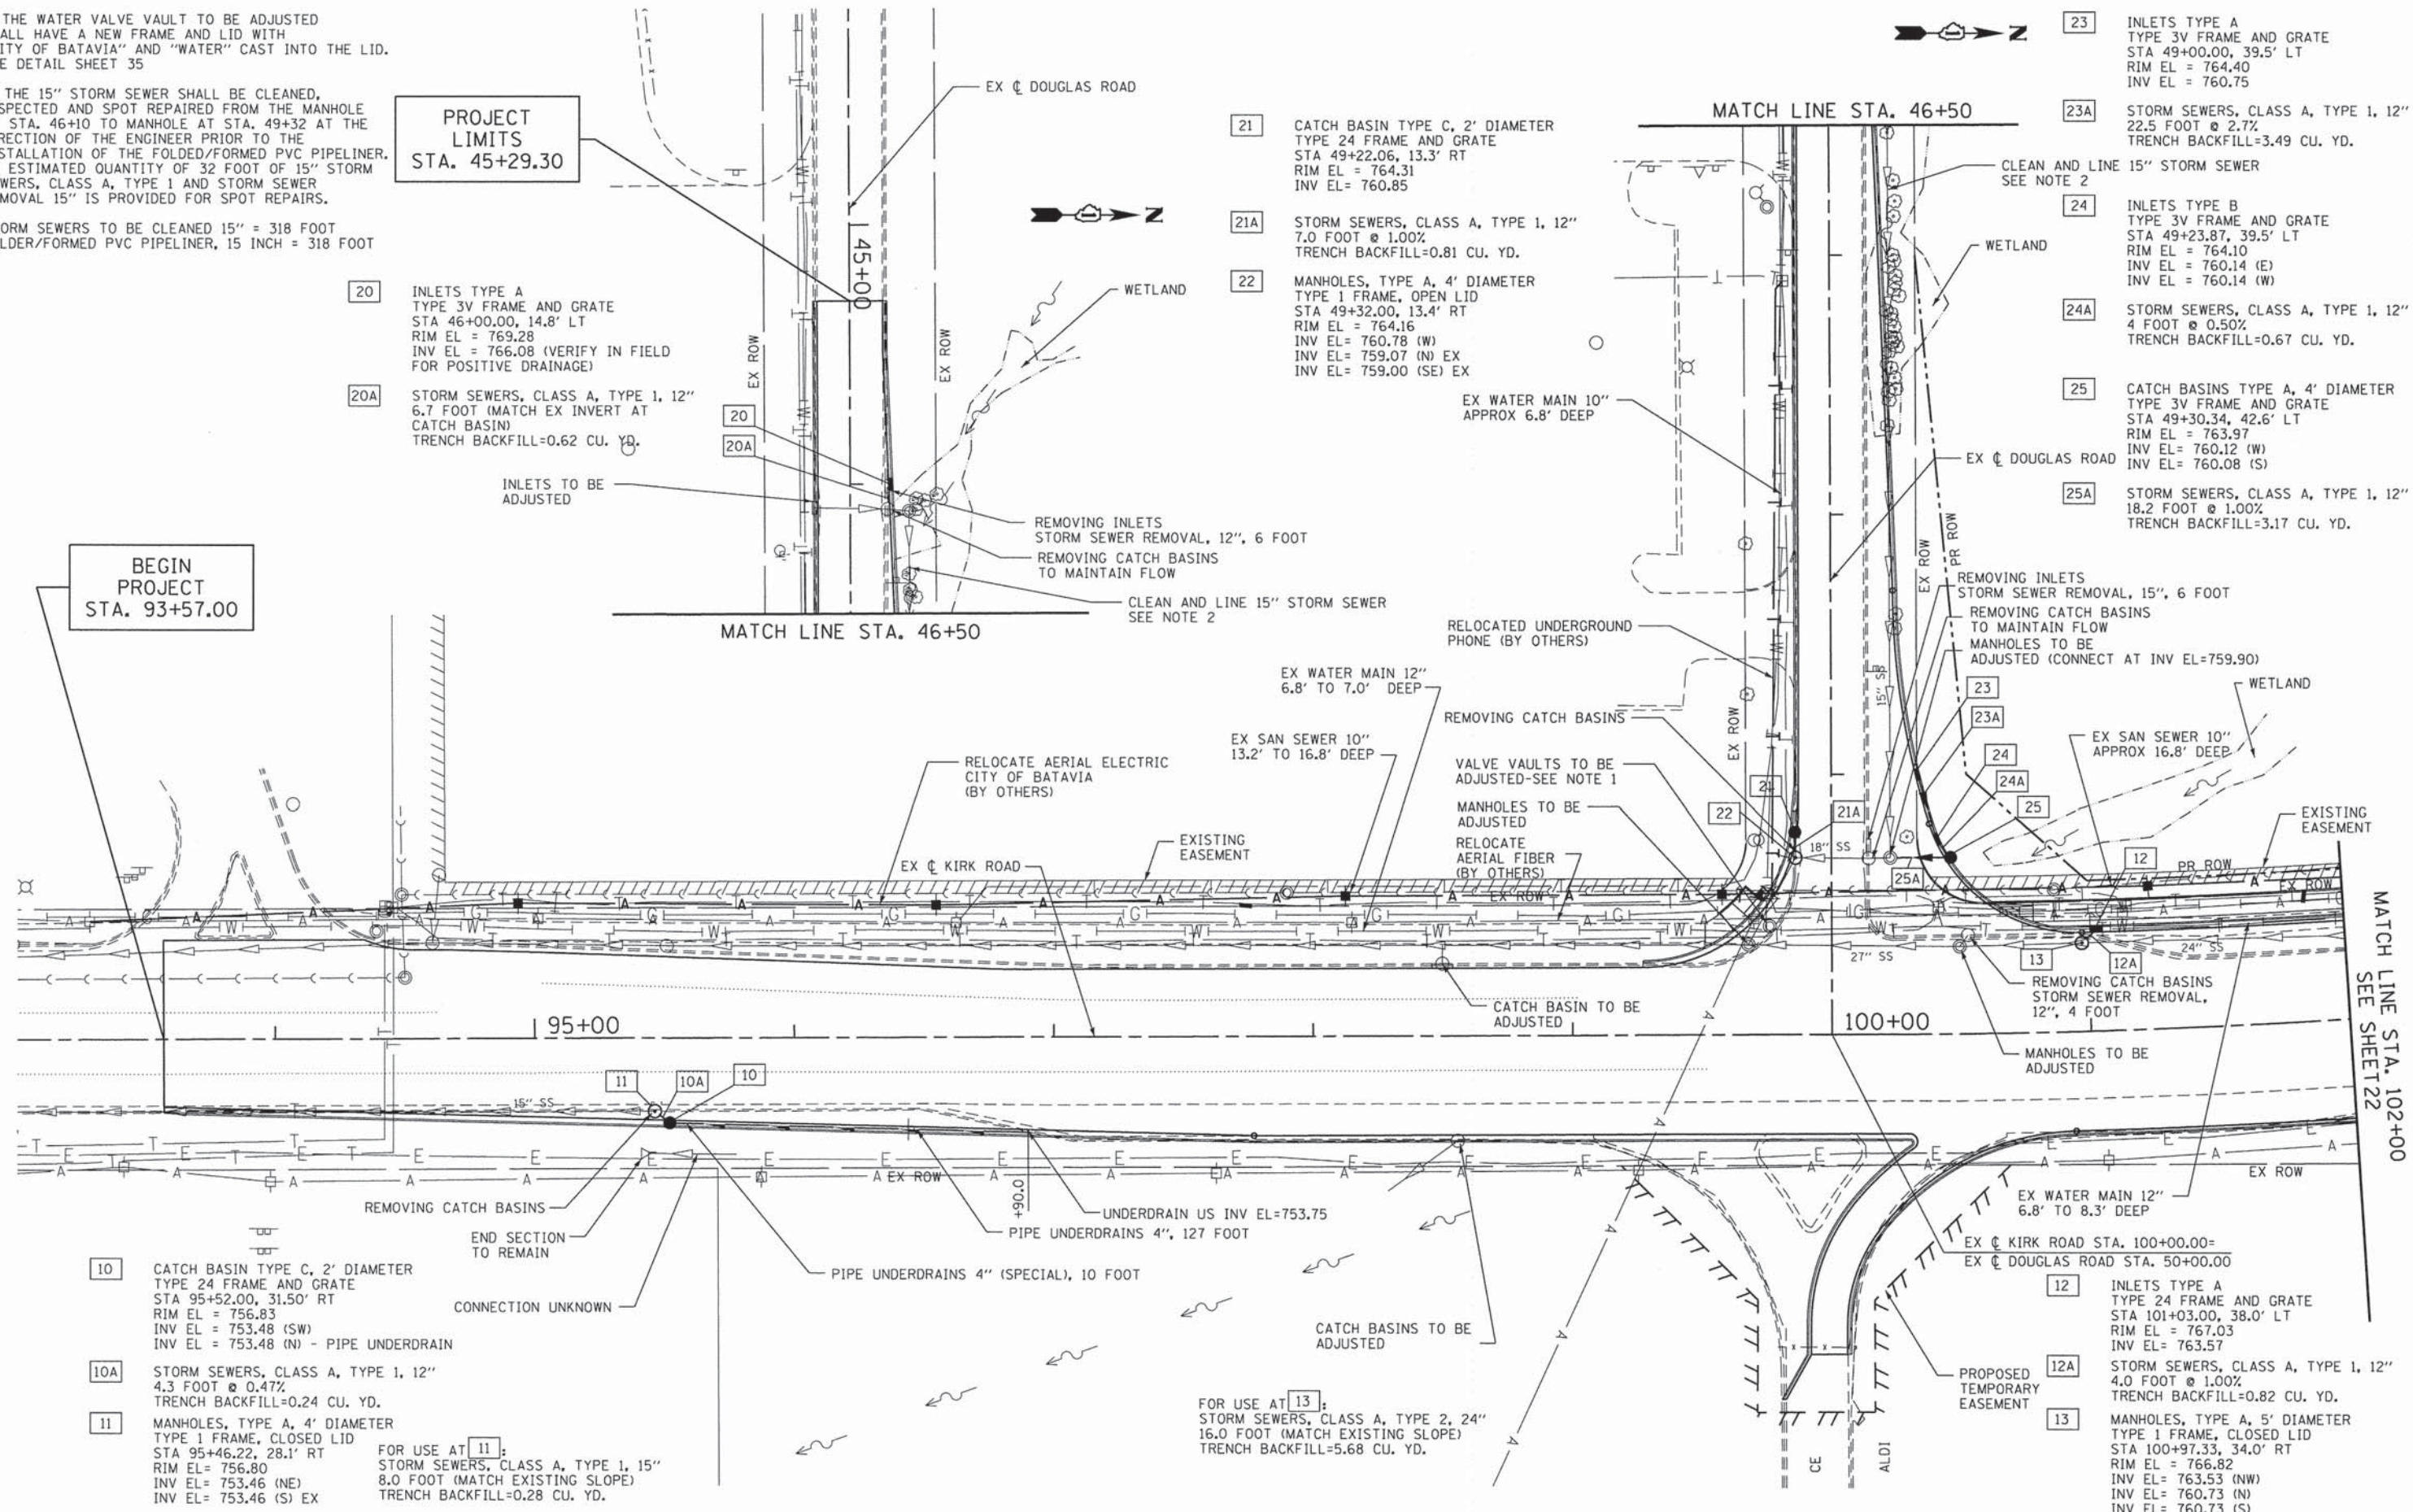 THE WATER VALVE VAULT TO BE ADJUSTED
ALL HAVE A NEW FRAME AND LID WITH
ITY OF BATAVIA" AND "WATER" CAST INTO THE LID.
E DETAIL SHEET 35
THE 15" STORM SEWER SHALL BE CLEANED,
SPECTED AND SPOT REPAIRED FROM THE MANHOLE
STA. 46+10 TO MANHOLE AT STA. 49+32 AT THE
RECTION OF THE ENGINEER PRIOR TO THE
STALLATION OF THE FOLDED/FORMED PVC PIPELINER.
ESTIMATED QUANTITY OF 32 FOOT OF 15" STORM
WERS, CLASS A, TYPE 1 AND STORM SEWER
MOVAL 15" IS PROVIDED FOR SPOT REPAIRS.
ORM SEWERS TO BE CLEANED 15" = 318 FOOT
LDER/FORMED PVC PIPELINER, 15 INCH = 318 FOOT
PROJECT
LIMITS
STA. 45+29.30
20
INLETS TYPE A
TYPE 3V FRAME AND GRATE
STA 46+00.00, 14.8' LT
RIM EL = 769.28
INV EL = 766.08 (VERIFY IN FIELD
FOR POSITIVE DRAINAGE)
20A
STORM SEWERS, CLASS A, TYPE 1, 12"
6.7 FOOT (MATCH EX INVERT AT
CATCH BASIN)
TRENCH BACKFILL=0.62 CU. YD.
EX ℄ DOUGLAS ROAD
45+00
N
EX ROW
EX ROW
WETLAND
20
20A
INLETS TO BE
ADJUSTED
REMOVING INLETS
STORM SEWER REMOVAL, 12", 6 FOOT
REMOVING CATCH BASINS
TO MAINTAIN FLOW
CLEAN AND LINE 15" STORM SEWER
SEE NOTE 2
MATCH LINE STA. 46+50
21
CATCH BASIN TYPE C, 2' DIAMETER
TYPE 24 FRAME AND GRATE
STA 49+22.06, 13.3' RT
RIM EL = 764.31
INV EL= 760.85
21A
STORM SEWERS, CLASS A, TYPE 1, 12"
7.0 FOOT @ 1.00%
TRENCH BACKFILL=0.81 CU. YD.
22
MANHOLES, TYPE A, 4' DIAMETER
TYPE 1 FRAME, OPEN LID
STA 49+32.00, 13.4' RT
RIM EL = 764.16
INV EL= 760.78 (W)
INV EL= 759.07 (N) EX
INV EL= 759.00 (SE) EX
N
MATCH LINE STA. 46+50
23
INLETS TYPE A
TYPE 3V FRAME AND GRATE
STA 49+00.00, 39.5' LT
RIM EL = 764.40
INV EL = 760.75
23A
STORM SEWERS, CLASS A, TYPE 1, 12"
22.5 FOOT @ 2.7%
TRENCH BACKFILL=3.49 CU. YD.
CLEAN AND LINE 15" STORM SEWER
SEE NOTE 2
24
INLETS TYPE B
TYPE 3V FRAME AND GRATE
STA 49+23.87, 39.5' LT
RIM EL = 764.10
INV EL = 760.14 (E)
INV EL = 760.14 (W)
WETLAND
24A
STORM SEWERS, CLASS A, TYPE 1, 12"
4 FOOT @ 0.50%
TRENCH BACKFILL=0.67 CU. YD.
25
CATCH BASINS TYPE A, 4' DIAMETER
TYPE 3V FRAME AND GRATE
STA 49+30.34, 42.6' LT
RIM EL = 763.97
INV EL= 760.12 (W)
INV EL= 760.08 (S)
25A
STORM SEWERS, CLASS A, TYPE 1, 12"
18.2 FOOT @ 1.00%
TRENCH BACKFILL=3.17 CU. YD.
EX WATER MAIN 10"
APPROX 6.8' DEEP
EX ℄ DOUGLAS ROAD
EX ROW
PR ROW
REMOVING INLETS
STORM SEWER REMOVAL, 15", 6 FOOT
REMOVING CATCH BASINS
TO MAINTAIN FLOW
MANHOLES TO BE
ADJUSTED (CONNECT AT INV EL=759.90)
RELOCATED UNDERGROUND
PHONE (BY OTHERS)
BEGIN
PROJECT
STA. 93+57.00
EX WATER MAIN 12"
6.8' TO 7.0' DEEP
REMOVING CATCH BASINS
EX ROW
15" SS
23
23A
WETLAND
EX SAN SEWER 10"
13.2' TO 16.8' DEEP
EX SAN SEWER 10"
APPROX 16.8' DEEP
RELOCATE AERIAL ELECTRIC
CITY OF BATAVIA
(BY OTHERS)
VALVE VAULTS TO BE
ADJUSTED-SEE NOTE 1
24
24A
25
21
22
21A
MANHOLES TO BE
ADJUSTED
EXISTING
EASEMENT
EXISTING
EASEMENT
RELOCATE
AERIAL FIBER
(BY OTHERS)
18" SS
12
25A
PR ROW
EX ℄ KIRK ROAD
EX ROW
EX ROW
27" SS
24" SS
13
12A
REMOVING CATCH BASINS
STORM SEWER REMOVAL,
12", 4 FOOT
CATCH BASIN TO BE
ADJUSTED
95+00
100+00
MANHOLES TO BE
ADJUSTED
MATCH LINE STA. 102+00
SEE SHEET 22
11
10A
10
15" SS
EX ROW
EX ROW
REMOVING CATCH BASINS
+90.0
UNDERDRAIN US INV EL=753.75
PIPE UNDERDRAINS 4", 127 FOOT
END SECTION
TO REMAIN
PIPE UNDERDRAINS 4" (SPECIAL), 10 FOOT
CONNECTION UNKNOWN
EX WATER MAIN 12"
6.8' TO 8.3' DEEP
EX ℄ KIRK ROAD STA. 100+00.00=
EX ℄ DOUGLAS ROAD STA. 50+00.00
10
CATCH BASIN TYPE C, 2' DIAMETER
TYPE 24 FRAME AND GRATE
STA 95+52.00, 31.50' RT
RIM EL = 756.83
INV EL = 753.48 (SW)
INV EL = 753.48 (N) - PIPE UNDERDRAIN
10A
STORM SEWERS, CLASS A, TYPE 1, 12"
4.3 FOOT @ 0.47%
TRENCH BACKFILL=0.24 CU. YD.
11
MANHOLES, TYPE A, 4' DIAMETER
TYPE 1 FRAME, CLOSED LID
STA 95+46.22, 28.1' RT
RIM EL= 756.80
INV EL= 753.46 (NE)
INV EL= 753.46 (S) EX
FOR USE AT 11:
STORM SEWERS, CLASS A, TYPE 1, 15"
8.0 FOOT (MATCH EXISTING SLOPE)
TRENCH BACKFILL=0.28 CU. YD.
CATCH BASINS TO BE
ADJUSTED
FOR USE AT 13:
STORM SEWERS, CLASS A, TYPE 2, 24"
16.0 FOOT (MATCH EXISTING SLOPE)
TRENCH BACKFILL=5.68 CU. YD.
CE
ALDI
PROPOSED
TEMPORARY
EASEMENT
12
INLETS TYPE A
TYPE 24 FRAME AND GRATE
STA 101+03.00, 38.0' LT
RIM EL = 767.03
INV EL= 763.57
12A
STORM SEWERS, CLASS A, TYPE 1, 12"
4.0 FOOT @ 1.00%
TRENCH BACKFILL=0.82 CU. YD.
13
MANHOLES, TYPE A, 5' DIAMETER
TYPE 1 FRAME, CLOSED LID
STA 100+97.33, 34.0' RT
RIM EL = 766.82
INV EL= 763.53 (NW)
INV EL= 760.73 (N)
INV EL= 760.73 (S)